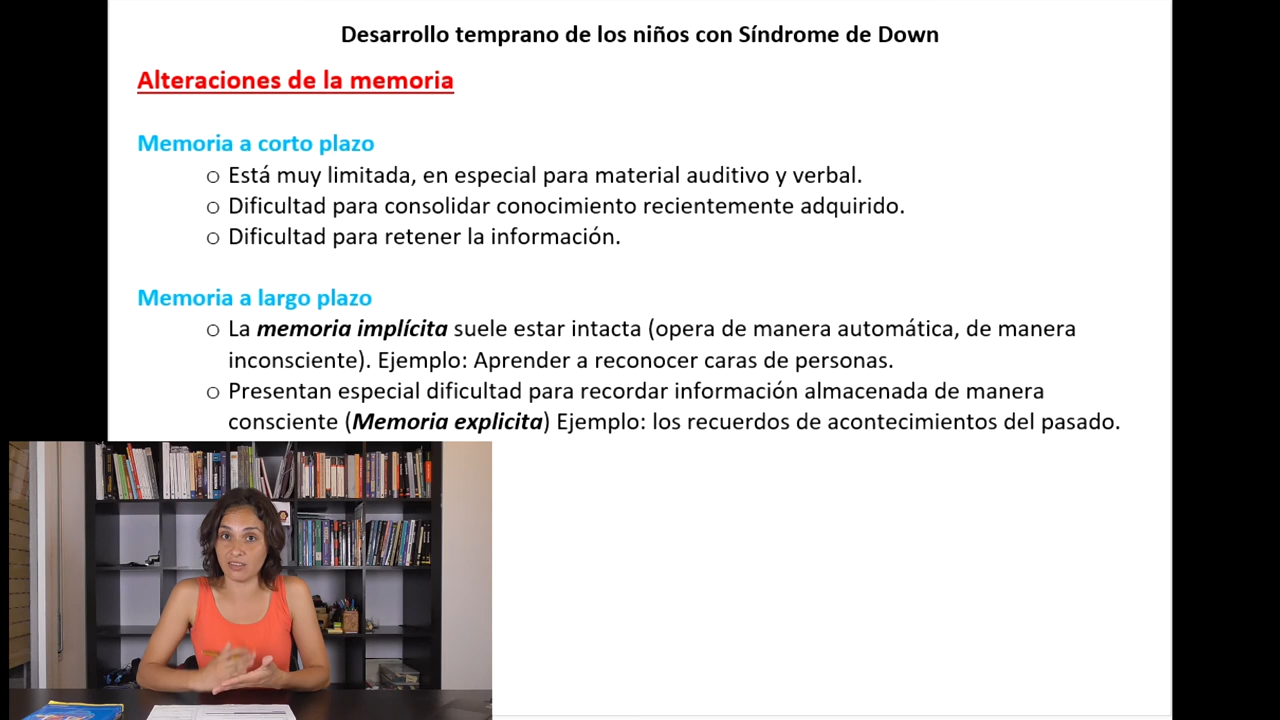 Desarrollo temprano de los niños con Síndrome de Down
Alteraciones de la memoria
Memoria a corto plazo
○ Está muy limitada, en especial para material auditivo y verbal.
○ Dificultad para consolidar conocimiento recientemente adquirido.
○ Dificultad para retener la información.
Memoria a largo plazo
○ La memoria implícita suele estar intacta (opera de manera automática, de manera
inconsciente). Ejemplo: Aprender a reconocer caras de personas.
○ Presentan especial dificultad para recordar información almacenada de manera
consciente (Memoria explicita) Ejemplo: los recuerdos de acontecimientos del pasado.